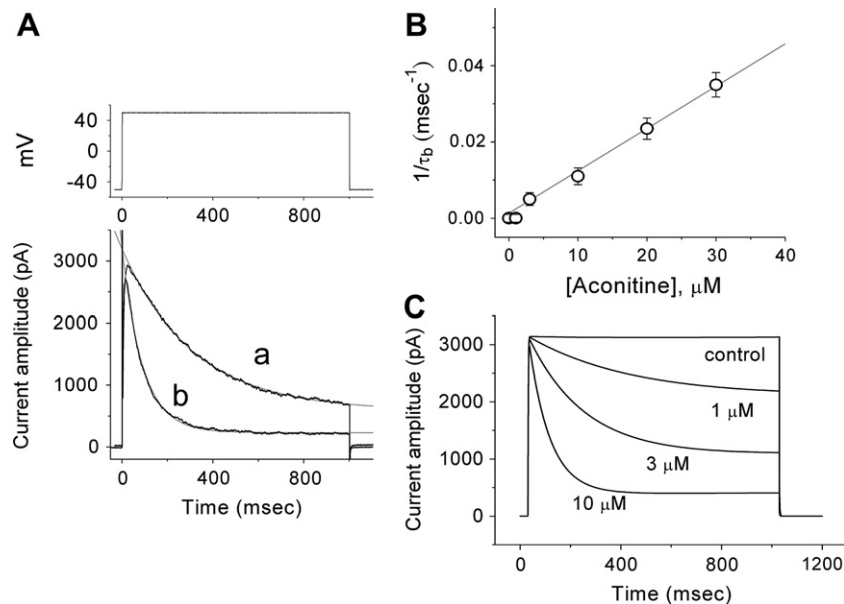 A
mV
40
0
-40
0
400
800
Current amplitude (pA)
3000
2000
1000
0
a
b
0
400
800
Time (msec)
B
1/τb (msec-1)
0.04
0.02
0.00
0
10
20
30
40
[Aconitine], μM
C
Current amplitude (pA)
3000
2000
1000
0
control
1 μM
3 μM
10 μM
0
400
800
1200
Time (msec)